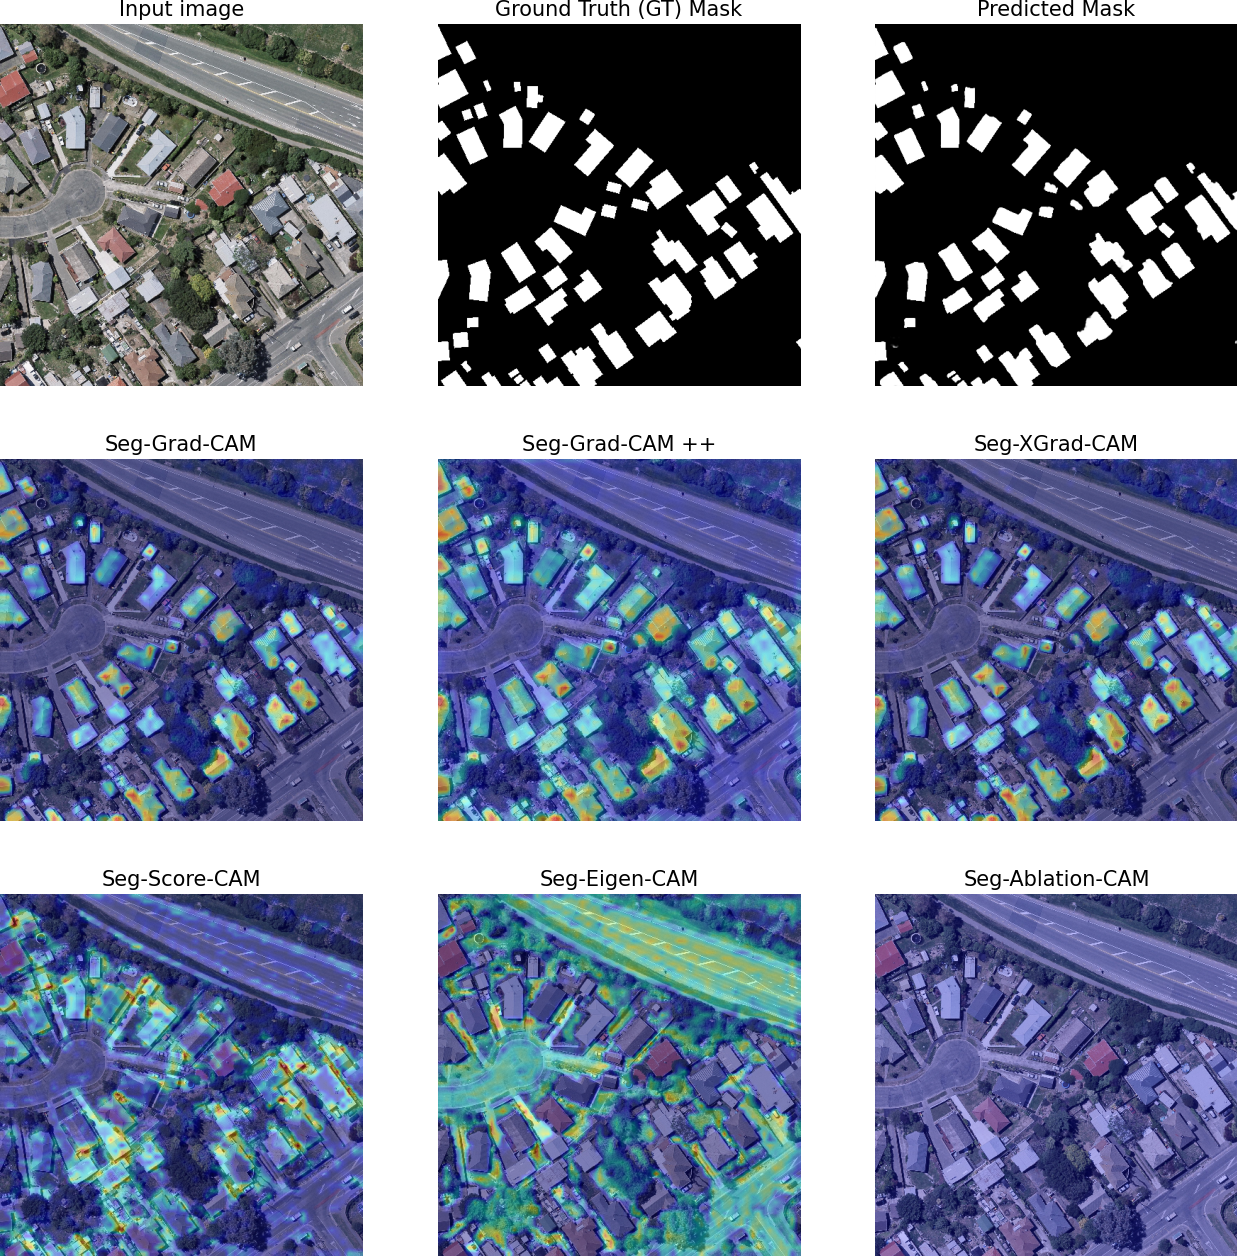 Input image
Ground Truth (GT) Mask
Predicted Mask
Seg-Grad-CAM
Seg-Grad-CAM ++
Seg-XGrad-CAM
Seg-Score-CAM
Seg-Eigen-CAM
Seg-Ablation-CAM